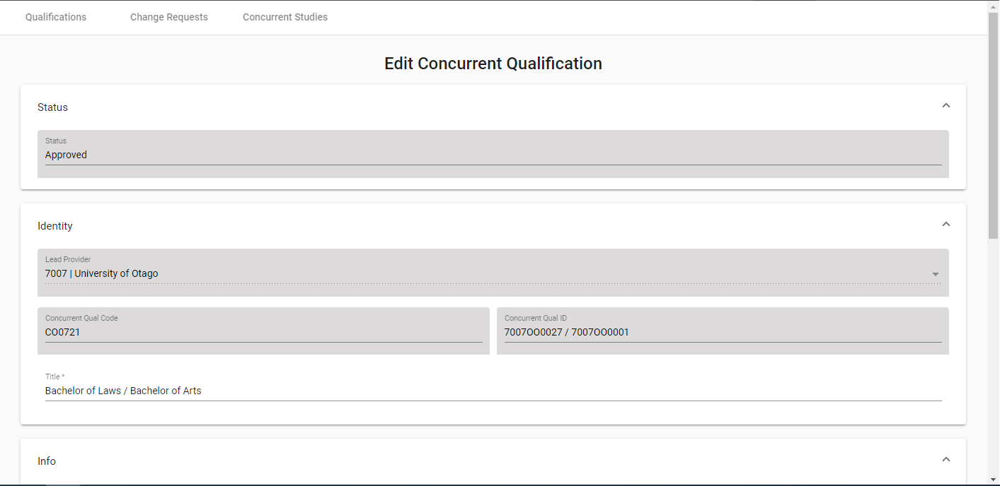 Qualifications Change Requests Concurrent Studies
Edit Concurrent Qualification
Status
Status
Approved
Identity
Lead Provider
7007 | University of Otago
Concurrent Qual Code
CO0721
Concurrent Qual ID
7007OO0027 / 7007OO0001
Title *
Bachelor of Laws / Bachelor of Arts
Info